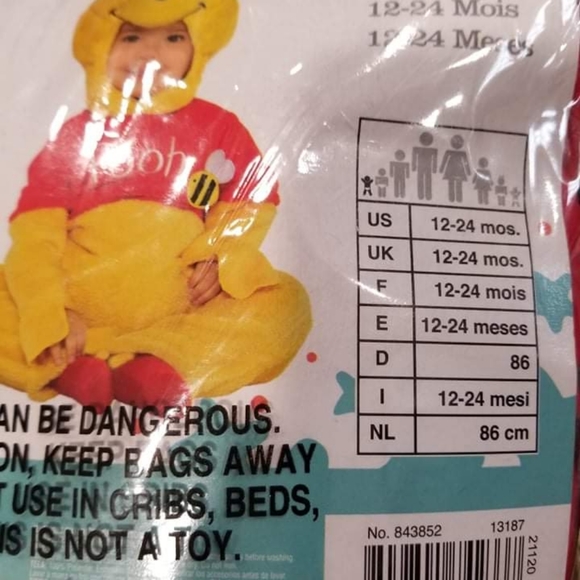 12-24 Mois
12-24 Meses
Pooh
US 12-24 mos.
UK 12-24 mos.
F 12-24 mois
E 12-24 meses
D 86
I 12-24 mesi
NL 86 cm
AN BE DANGEROUS.
ON, KEEP BAGS AWAY
T USE IN CRIBS, BEDS,
IS IS NOT A TOY.
before washing.
No. 843852 13187
21120